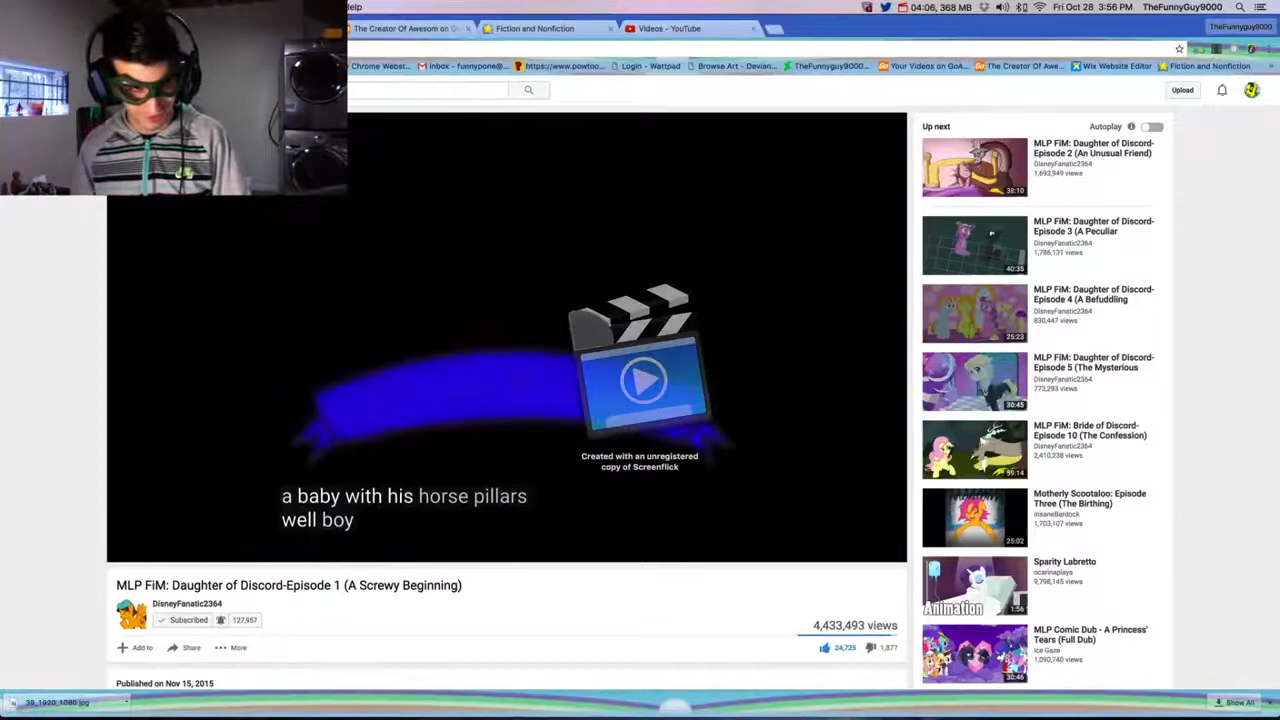 elp
04:06, 368 MB
Fri Oct 28 3:56 PM
TheFunnyGuy9000
The Creator Of Awesom on
Fiction and Nonfiction
Videos - YouTube
TheFunnyguy9000
Chrome Webst...
Inbox - funnypone@...
https://www.powtoo...
Login - Wattpad
Browse Art - Devian...
TheFunnyguy9000...
Your Videos on GoA...
The Creator Of Awe...
Wix Website Editor
Fiction and Nonfiction
Upload
Up next
Autoplay
MLP FiM: Daughter of Discord-
Episode 2 (An Unusual Friend)
DisneyFanatic2364
1,693,949 views
38:10
MLP FiM: Daughter of Discord-
Episode 3 (A Peculiar
DisneyFanatic2364
1,786,131 views
40:35
MLP FiM: Daughter of Discord-
Episode 4 (A Befuddling
DisneyFanatic2364
830,447 views
25:23
MLP FiM: Daughter of Discord-
Episode 5 (The Mysterious
DisneyFanatic2364
773,293 views
30:45
MLP FiM: Bride of Discord-
Episode 10 (The Confession)
DisneyFanatic2364
2,410,238 views
59:14
Motherly Scootaloo: Episode
Three (The Birthing)
InsaneBardock
1,703,107 views
25:02
Sparity Labretto
ocarinaplaya
9,798,145 views
Animation
1:56
MLP Comic Dub - A Princess'
Tears (Full Dub)
Ice Gaze
1,090,740 views
30:46
Created with an unregistered
copy of Screenflick
a baby with his horse pillars
well boy
MLP FiM: Daughter of Discord-Episode 1 (A Screwy Beginning)
DisneyFanatic2364
Subscribed
127,957
4,433,493 views
Add to
Share
More
24,725
1,877
Published on Nov 15, 2015
39_1920_1080.jpg
Show All